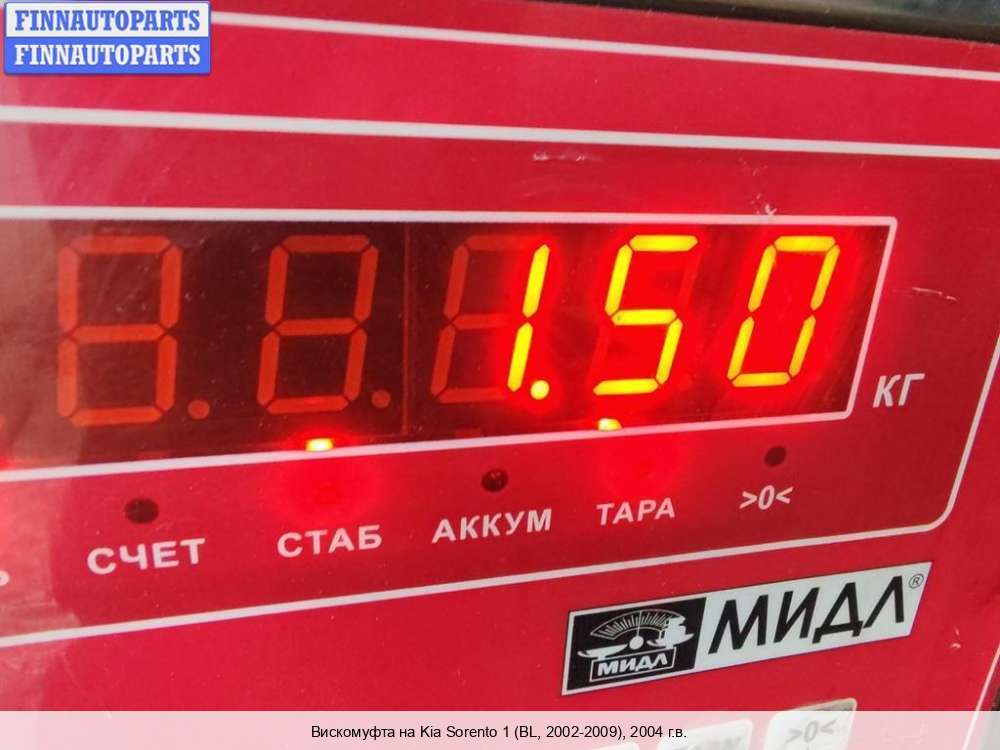 FINNAUTOPARTS
FINNAUTOPARTS
1.50
КГ
СЧЕТ СТАБ АККУМ ТАРА >0<
МИДЛ МИДЛ®
>0<
Вискомуфта на Kia Sorento 1 (BL, 2002-2009), 2004 г.в.